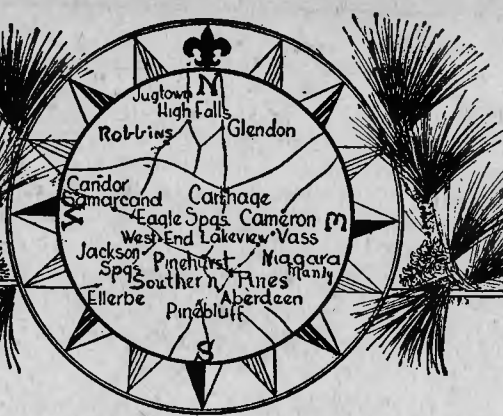 N
Jugtown
High Falls
Robbins
Glendon
Candor
Samarcand
Carthage
W
Eagle Spgs. Cameron E
West-End Lakeview Vass
Jackson
Spgs
Pinehurst
Niagara
Manly
Southern Pines
Ellerbe
Aberdeen
Pinebluff
S